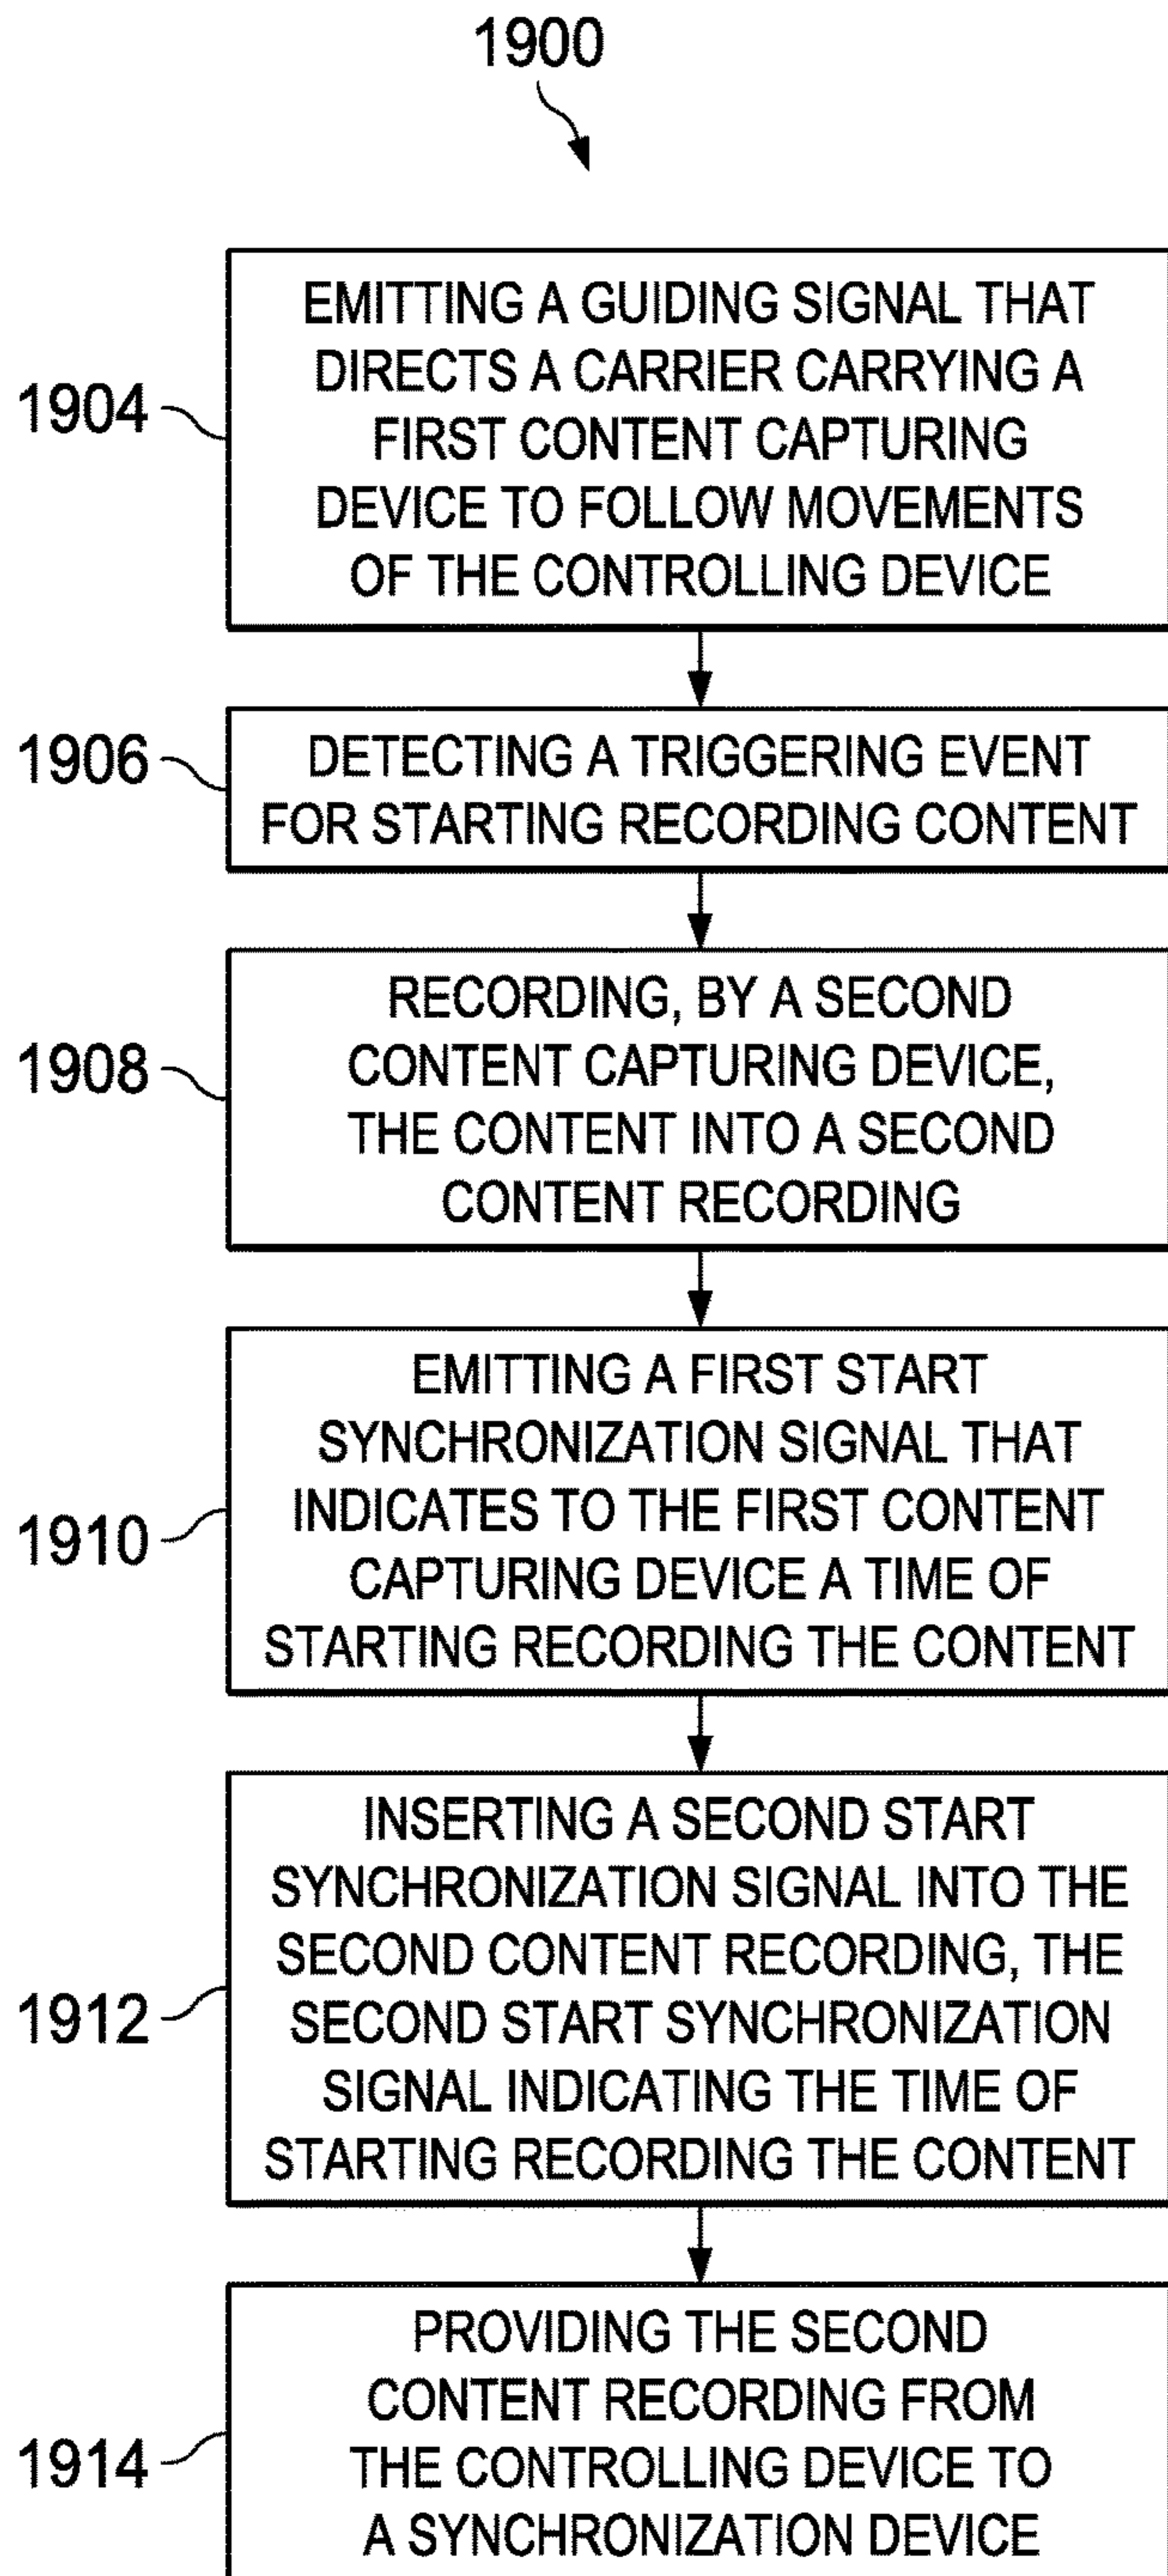 1900
1904
EMITTING A GUIDING SIGNAL THAT
DIRECTS A CARRIER CARRYING A
FIRST CONTENT CAPTURING
DEVICE TO FOLLOW MOVEMENTS
OF THE CONTROLLING DEVICE
1906
DETECTING A TRIGGERING EVENT
FOR STARTING RECORDING CONTENT
1908
RECORDING, BY A SECOND
CONTENT CAPTURING DEVICE,
THE CONTENT INTO A SECOND
CONTENT RECORDING
1910
EMITTING A FIRST START
SYNCHRONIZATION SIGNAL THAT
INDICATES TO THE FIRST CONTENT
CAPTURING DEVICE A TIME OF
STARTING RECORDING THE CONTENT
1912
INSERTING A SECOND START
SYNCHRONIZATION SIGNAL INTO THE
SECOND CONTENT RECORDING, THE
SECOND START SYNCHRONIZATION
SIGNAL INDICATING THE TIME OF
STARTING RECORDING THE CONTENT
1914
PROVIDING THE SECOND
CONTENT RECORDING FROM
THE CONTROLLING DEVICE TO
A SYNCHRONIZATION DEVICE